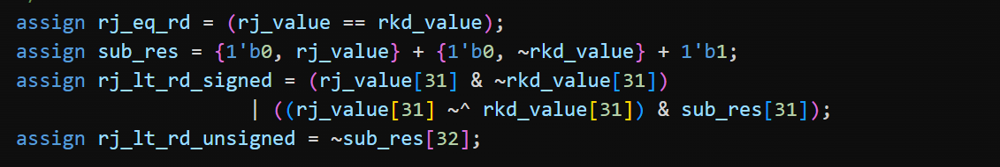 assign rj_eq_rd = (rj_value == rkd_value);
assign sub_res = {1'b0, rj_value} + {1'b0, ~rkd_value} + 1'b1;
assign rj_lt_rd_signed = (rj_value[31] & ~rkd_value[31])
| ((rj_value[31] ~^ rkd_value[31]) & sub_res[31]);
assign rj_lt_rd_unsigned = ~sub_res[32];